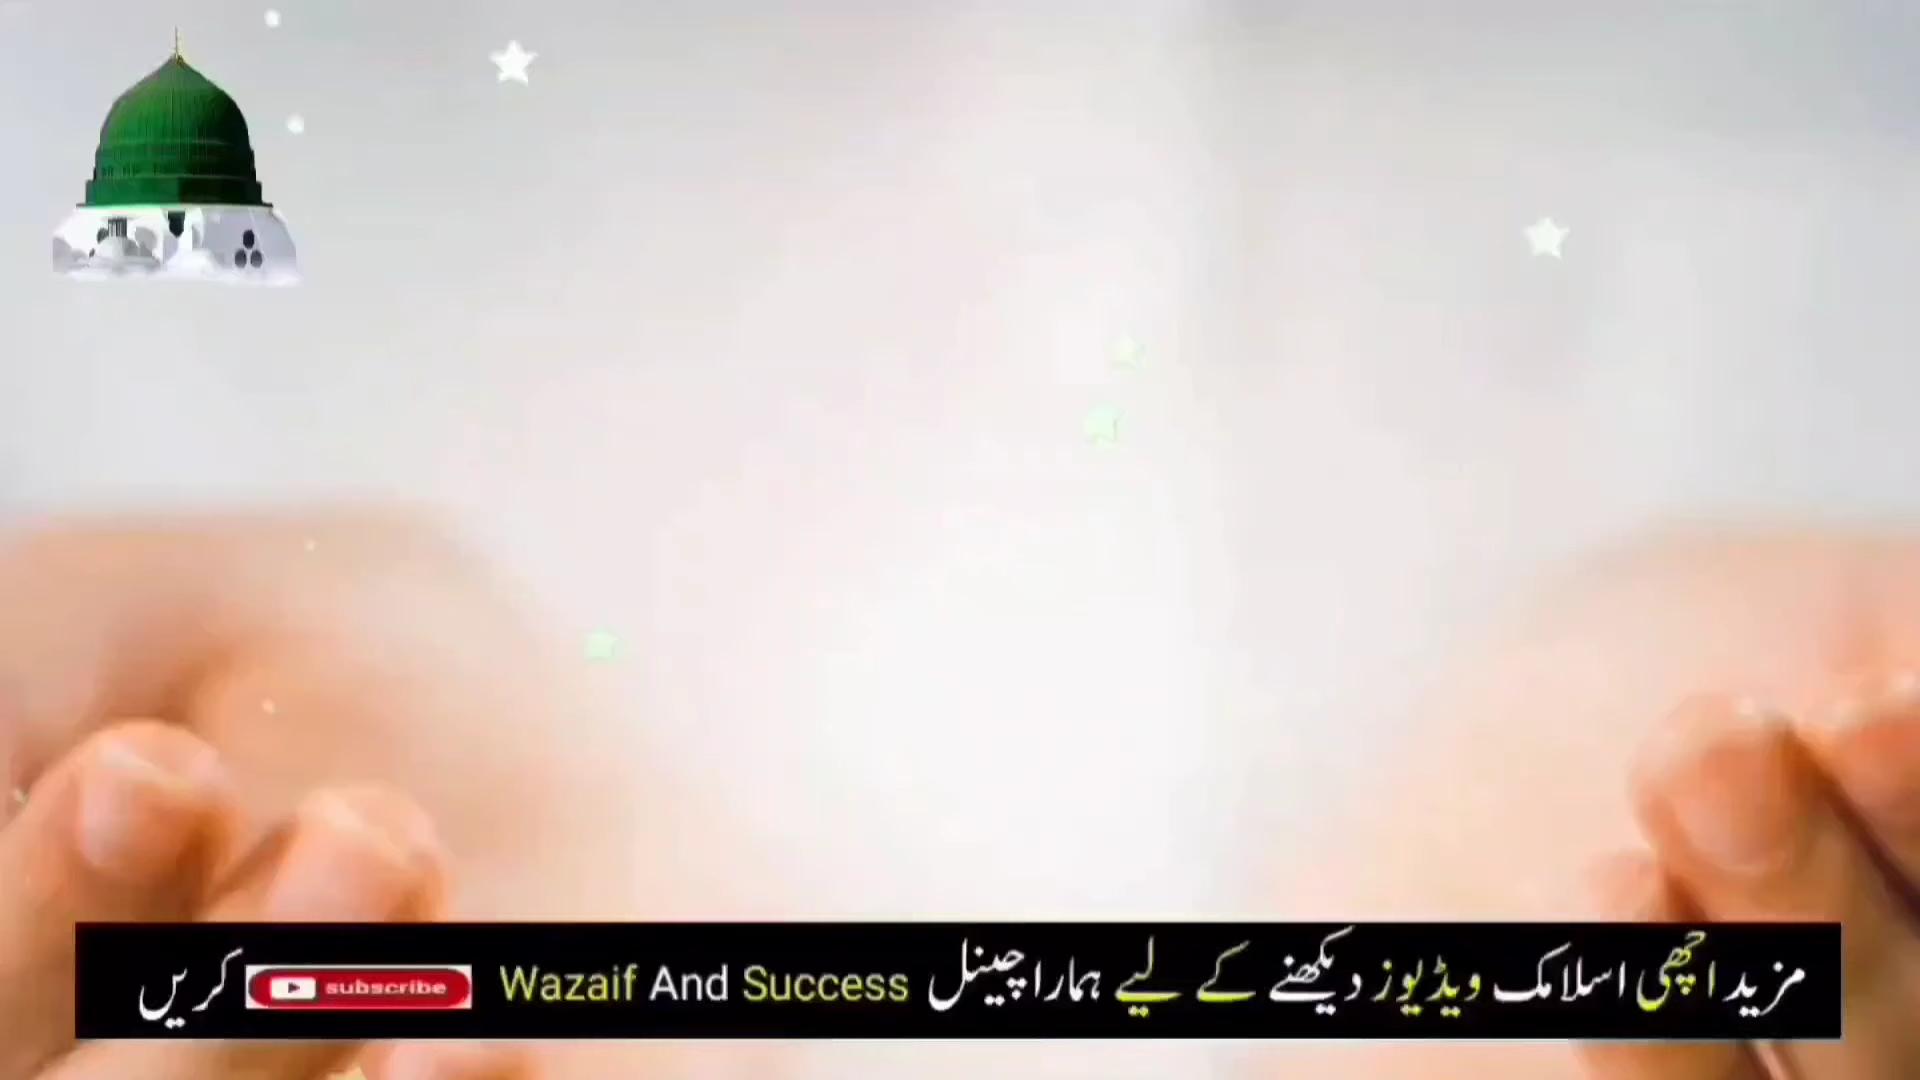 مزید اچھی اسلامک ویڈیوز دیکھنے کے لیے ہمارا چینل Wazaif And Success subscribe کریں